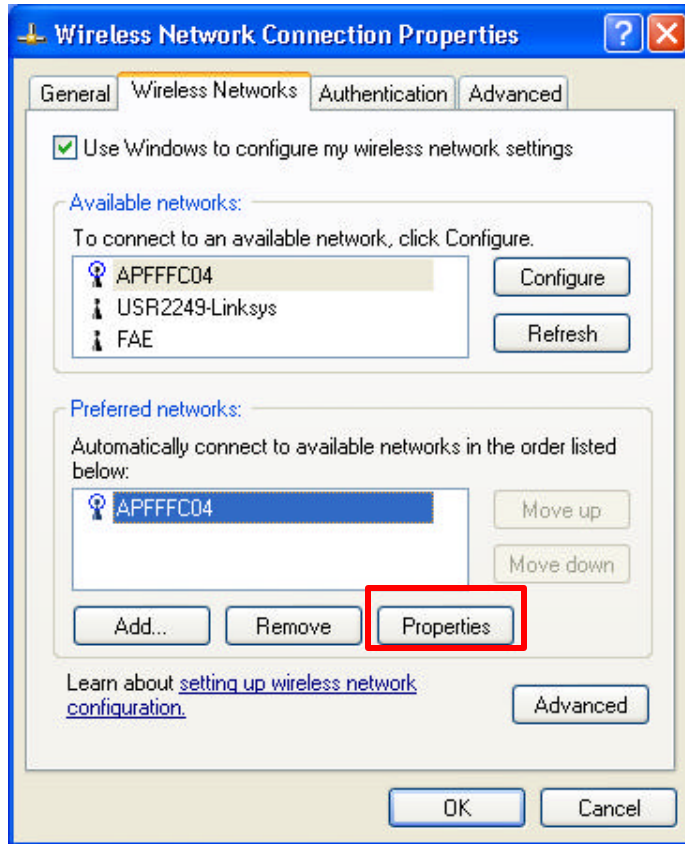 Wireless Network Connection Properties
General Wireless Networks Authentication Advanced
Use Windows to configure my wireless network settings
Available networks:
To connect to an available network, click Configure.
APFFFC04
Configure
USR2249-Linksys
FAE
Refresh
Preferred networks:
Automatically connect to available networks in the order listed
below:
APFFFC04
Move up
Move down
Add... Remove Properties
Learn about setting up wireless network
configuration.
Advanced
OK Cancel